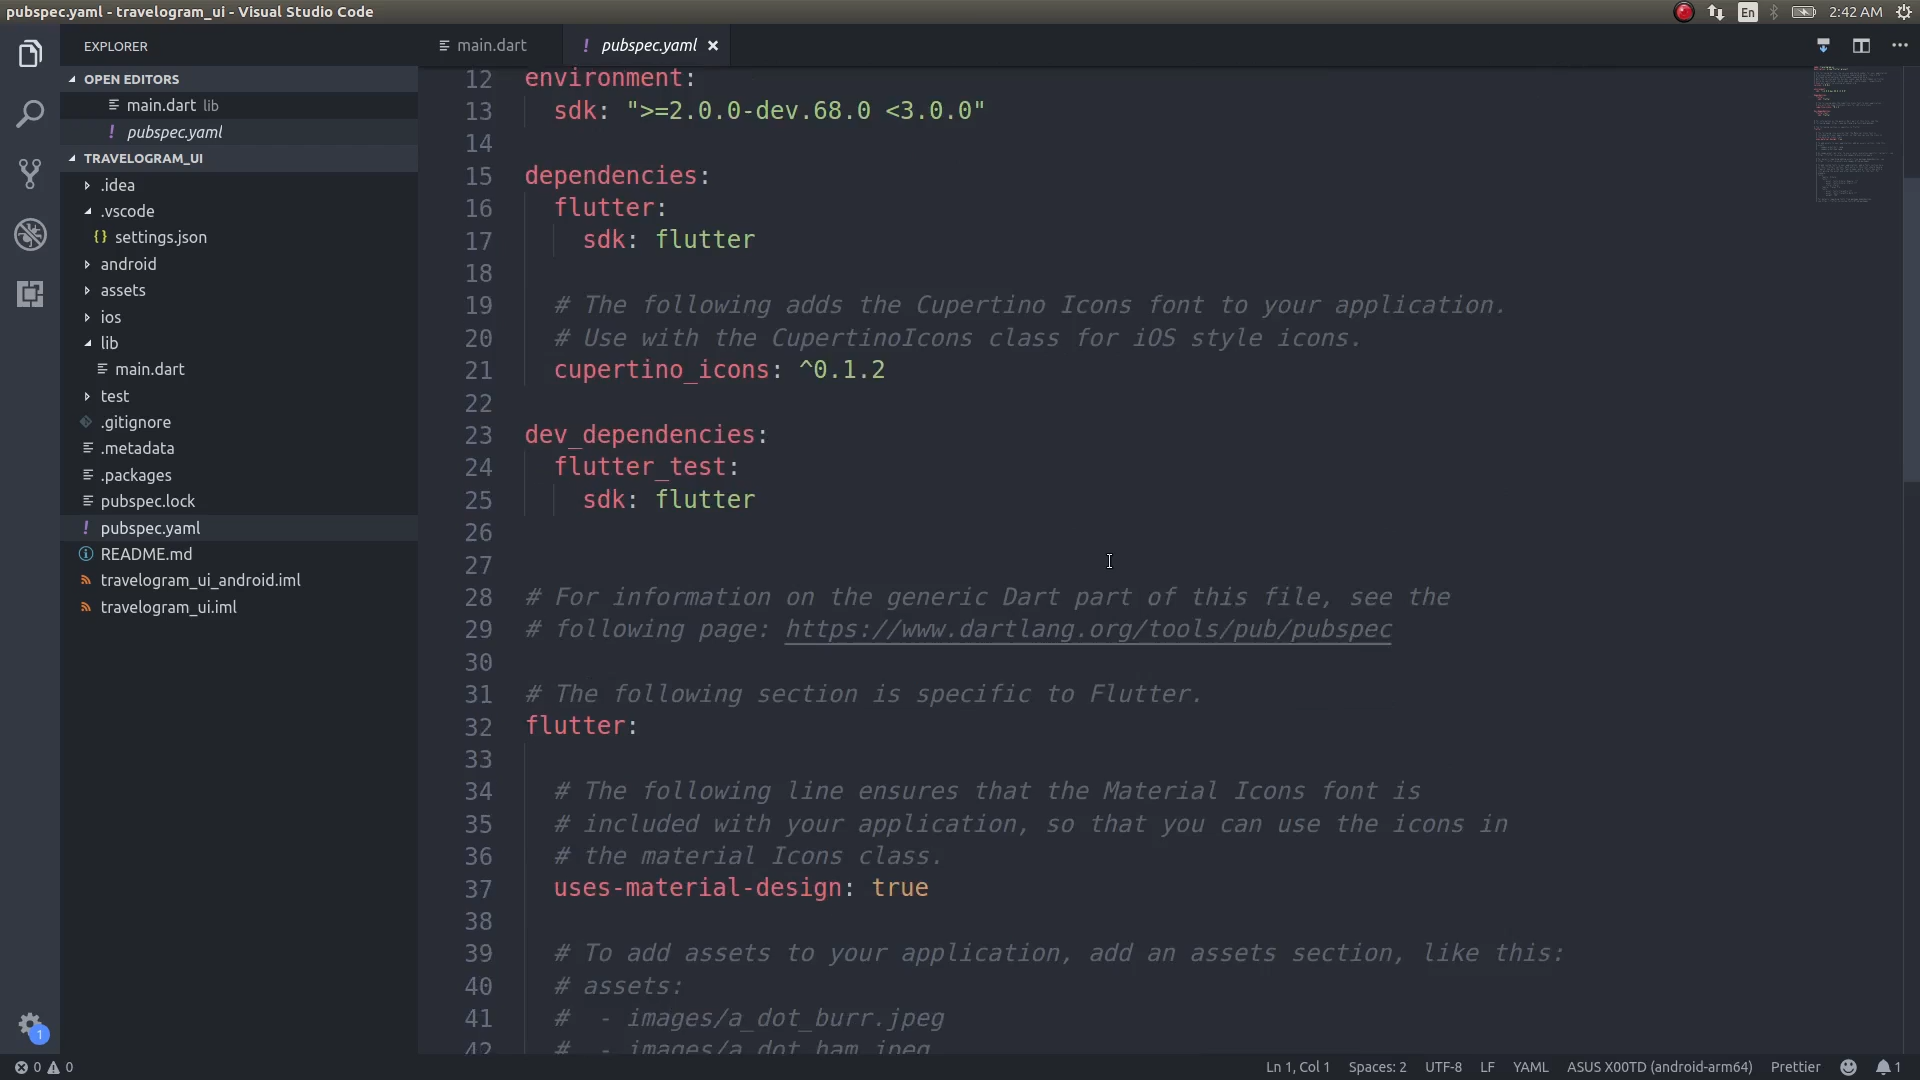 pubspec.yaml - travelogram_ui - Visual Studio Code
En
2:42 AM
EXPLORER
OPEN EDITORS
main.dart lib
pubspec.yaml
TRAVELOGRAM_UI
.idea
.vscode
settings.json
android
assets
ios
lib
main.dart
test
.gitignore
.metadata
.packages
pubspec.lock
pubspec.yaml
README.md
travelogram_ui_android.iml
travelogram_ui.iml
1
main.dart
pubspec.yaml
12 environment:
13 sdk: ">=2.0.0-dev.68.0 <3.0.0"
14
15 dependencies:
16 flutter:
17 sdk: flutter
18
19 # The following adds the Cupertino Icons font to your application.
20 # Use with the CupertinoIcons class for iOS style icons.
21 cupertino_icons: ^0.1.2
22
23 dev_dependencies:
24 flutter_test:
25 sdk: flutter
26
27
28 # For information on the generic Dart part of this file, see the
29 # following page: https://www.dartlang.org/tools/pub/pubspec
30
31 # The following section is specific to Flutter.
32 flutter:
33
34 # The following line ensures that the Material Icons font is
35 # included with your application, so that you can use the icons in
36 # the material Icons class.
37 uses-material-design: true
38
39 # To add assets to your application, add an assets section, like this:
40 # assets:
41 # - images/a_dot_burr.jpeg
42 # - images/a_dot_ham.jpeg
0 0
Ln 1, Col 1 Spaces: 2 UTF-8 LF YAML ASUS X00TD (android-arm64) Prettier 1